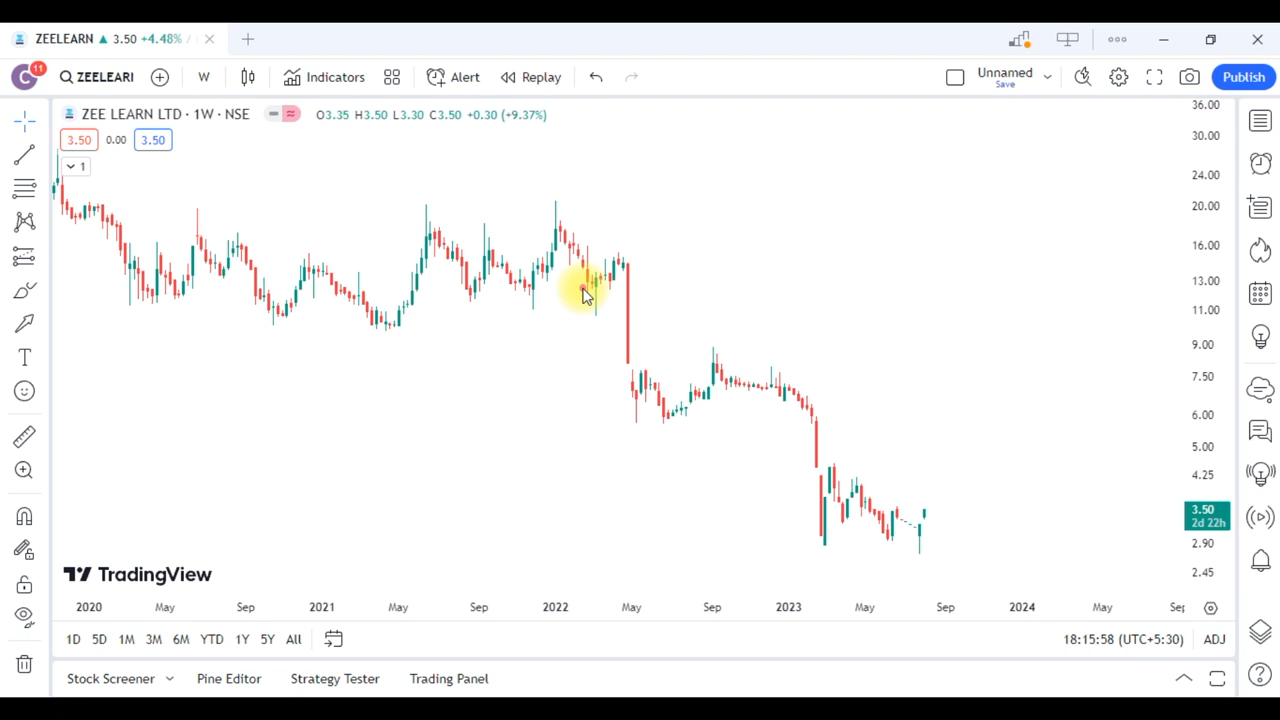 ZEELEARN ▲ 3.50 +4.48% /
C 11 ZEELEARI W Indicators Alert Replay Unnamed Save Publish
ZEE LEARN LTD · 1W · NSE O3.35 H3.50 L3.30 C3.50 +0.30 (+9.37%)
3.50 0.00 3.50
1
36.00
30.00
24.00
20.00
16.00
13.00
11.00
9.00
7.50
6.00
5.00
4.25
3.50
2d 22h
2.90
2.45
T
TradingView
2020 May Sep 2021 May Sep 2022 May Sep 2023 May Sep 2024 May Sep
1D 5D 1M 3M 6M YTD 1Y 5Y All 18:15:58 (UTC+5:30) ADJ
Stock Screener Pine Editor Strategy Tester Trading Panel